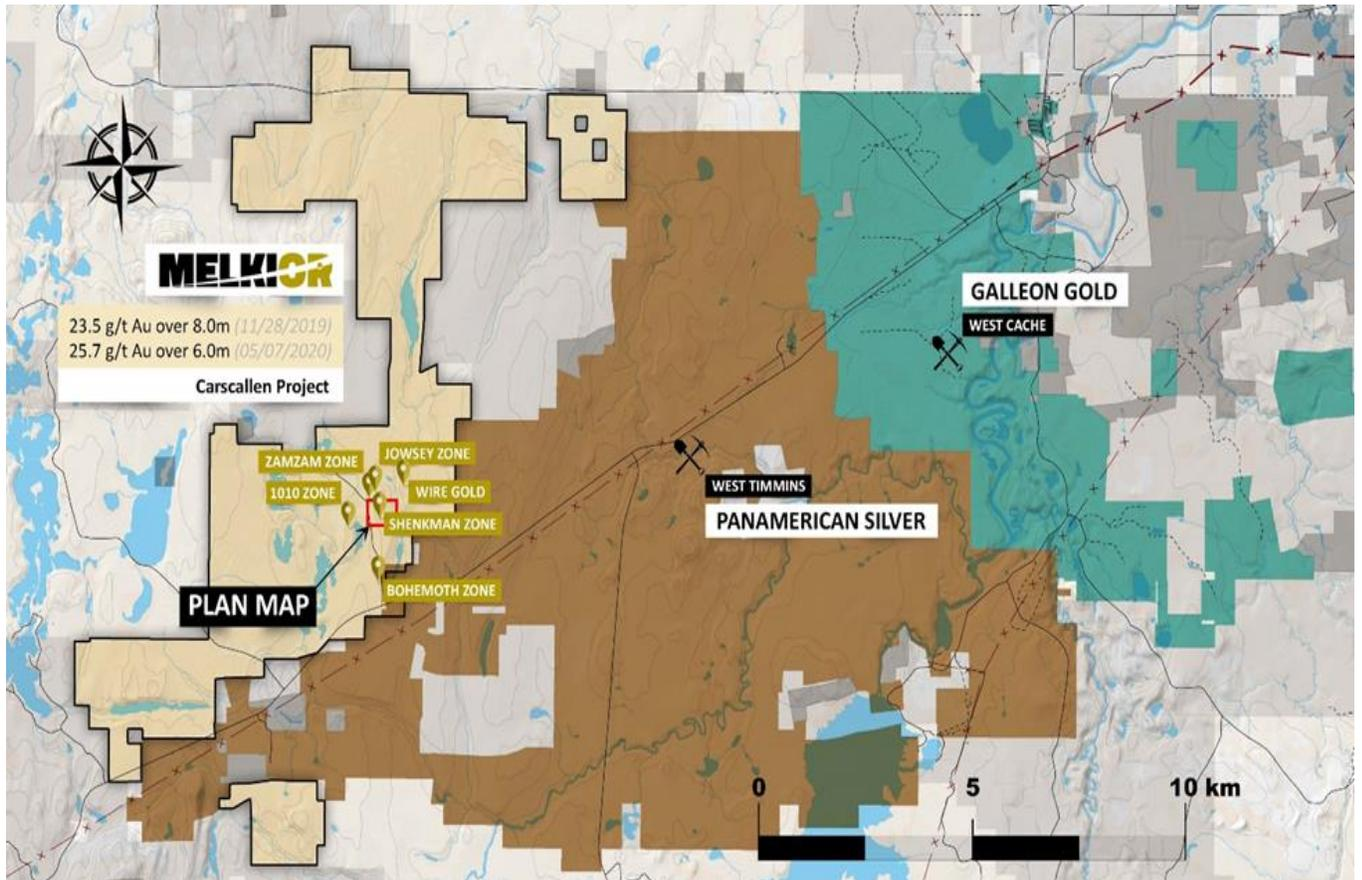 MELKIOR
23.5 g/t Au over 8.0m (11/28/2019)
25.7 g/t Au over 6.0m (05/07/2020)
Carscallen Project
GALLEON GOLD
WEST CACHE
ZAMZAM ZONE
JOWSEY ZONE
1010 ZONE
WIRE GOLD
SHENKMAN ZONE
BOHEMOTH ZONE
PLAN MAP
WEST TIMMINS
PANAMERICAN SILVER
0 5 10 km